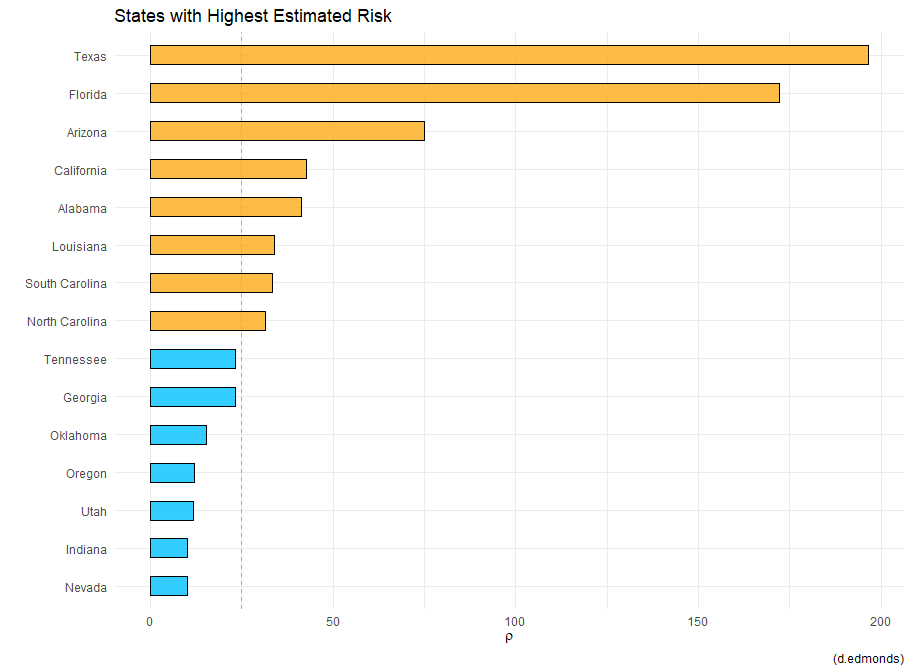 States with Highest Estimated Risk
Texas
Florida
Arizona
California
Alabama
Louisiana
South Carolina
North Carolina
Tennessee
Georgia
Oklahoma
Oregon
Utah
Indiana
Nevada
0 50 100 150 200
ρ
(d.edmonds)